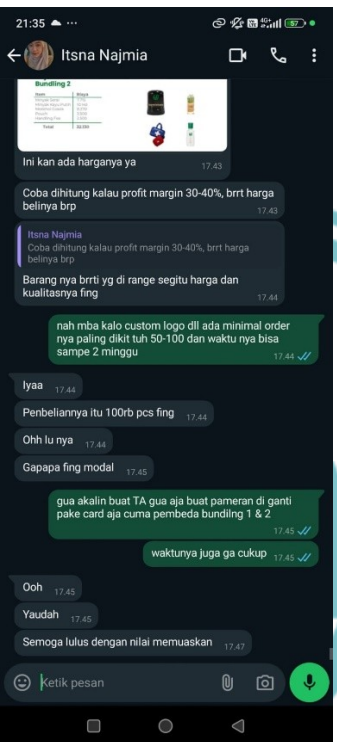 21:35
57
Itsna Najmia
Bundling 2
Item Biaya
Total
Ini kan ada harganya ya
17.43
Coba dihitung kalau profit margin 30-40%, brrt harga
belinya brp
17.43
Itsna Najmia
Coba dihitung kalau profit margin 30-40%, brrt harga
belinya brp
Barang nya brrti yg di range segitu harga dan
kualitasnya fing
17.44
nah mba kalo custom logo dll ada minimal order
nya paling dikit tuh 50-100 dan waktu nya bisa
sampe 2 minggu
17.44
Iyaa 17.44
Penbeliannya itu 100rb pcs fing 17.44
Ohh lu nya 17.44
Gapapa fing modal 17.45
gua akalin buat TA gua aja buat pameran di ganti
pake card aja cuma pembeda bundilng 1 & 2
17.45
waktunya juga ga cukup 17.45
Ooh 17.45
Yaudah 17.45
Semoga lulus dengan nilai memuaskan 17.47
Ketik pesan